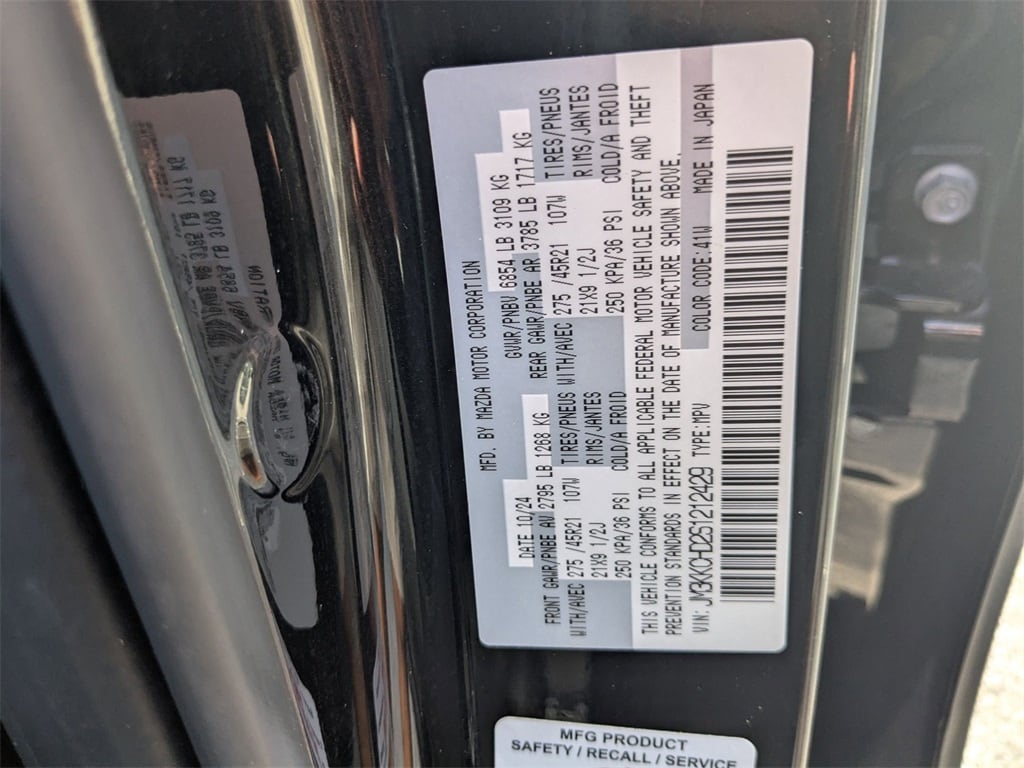 MFD. BY MAZDA MOTOR CORPORATION
DATE 10/24 GVWR/PNBV 6854 LB 3109 KG
FRONT GAWR/PNBE AV 2795 LB 1268 KG REAR GAWR/PNBE AR 3785 LB 1717 KG
WITH/AVEC 275 /45R21 107W TIRES/PNEUS WITH/AVEC 275 /45R21 107W TIRES/PNEUS
21X9 1/2J RIMS/JANTES 21X9 1/2J RIMS/JANTES
250 KPA/36 PSI COLD/A FROID 250 KPA/36 PSI COLD/A FROID
THIS VEHICLE CONFORMS TO ALL APPLICABLE FEDERAL MOTOR VEHICLE SAFETY AND THEFT
PREVENTION STANDARDS IN EFFECT ON THE DATE OF MANUFACTURE SHOWN ABOVE.
VIN: JM3KKCHD2S1212429 TYPE:MPV COLOR CODE:41W MADE IN JAPAN
MFG PRODUCT
SAFETY / RECALL / SERVICE